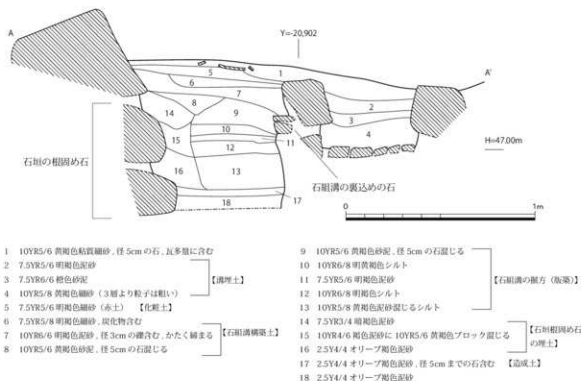 A
Y=-20,902
A'
5
1
6
7
2
8
9
3
14
4
10
15
11
H=47.00m
12
石垣の根固め石
16
13
石組溝の裏込めの石
17
18
0
1m
1 10YR5/6 黄褐色粘質細砂、径5cmの石、瓦多量に含む
2 7.5YR5/6 明褐色泥砂
3 7.5YR6/6 橙色砂泥
【溝埋土】
4 10YR5/8 黄褐色細砂（3層より粒子は粗い）
5 7.5YR5/6 明褐色細砂（赤土）【化粧土】
6 7.5YR5/8 明褐色細砂、炭化物含む
7 10YR6/6 明褐色泥砂、径3cmの礫含む、かたく締まる
【石組溝構築土】
8 10YR5/6 黄褐色砂泥、径5cmの石混じる
9 10YR5/6 黄褐色砂泥、径5cmの石混じる
10 10YR6/8 明黄褐色シルト
11 7.5YR5/6 明褐色泥砂
【石組溝の掘方（版築）】
12 10YR6/8 明褐色シルト
13 10YR5/8 黄褐色泥砂混じるシルト
14 7.5YR3/4 暗褐色泥砂
15 10YR4/6 褐泥砂に10YR5/6 黄褐色ブロック混じる
【石垣根固め石の埋土】
16 2.5Y4/4 オリーブ褐色泥砂
17 2.5Y4/4 オリーブ褐色泥砂、径5cmまでの石含む
【造成土】
18 2.5Y4/4 オリーブ褐色泥砂